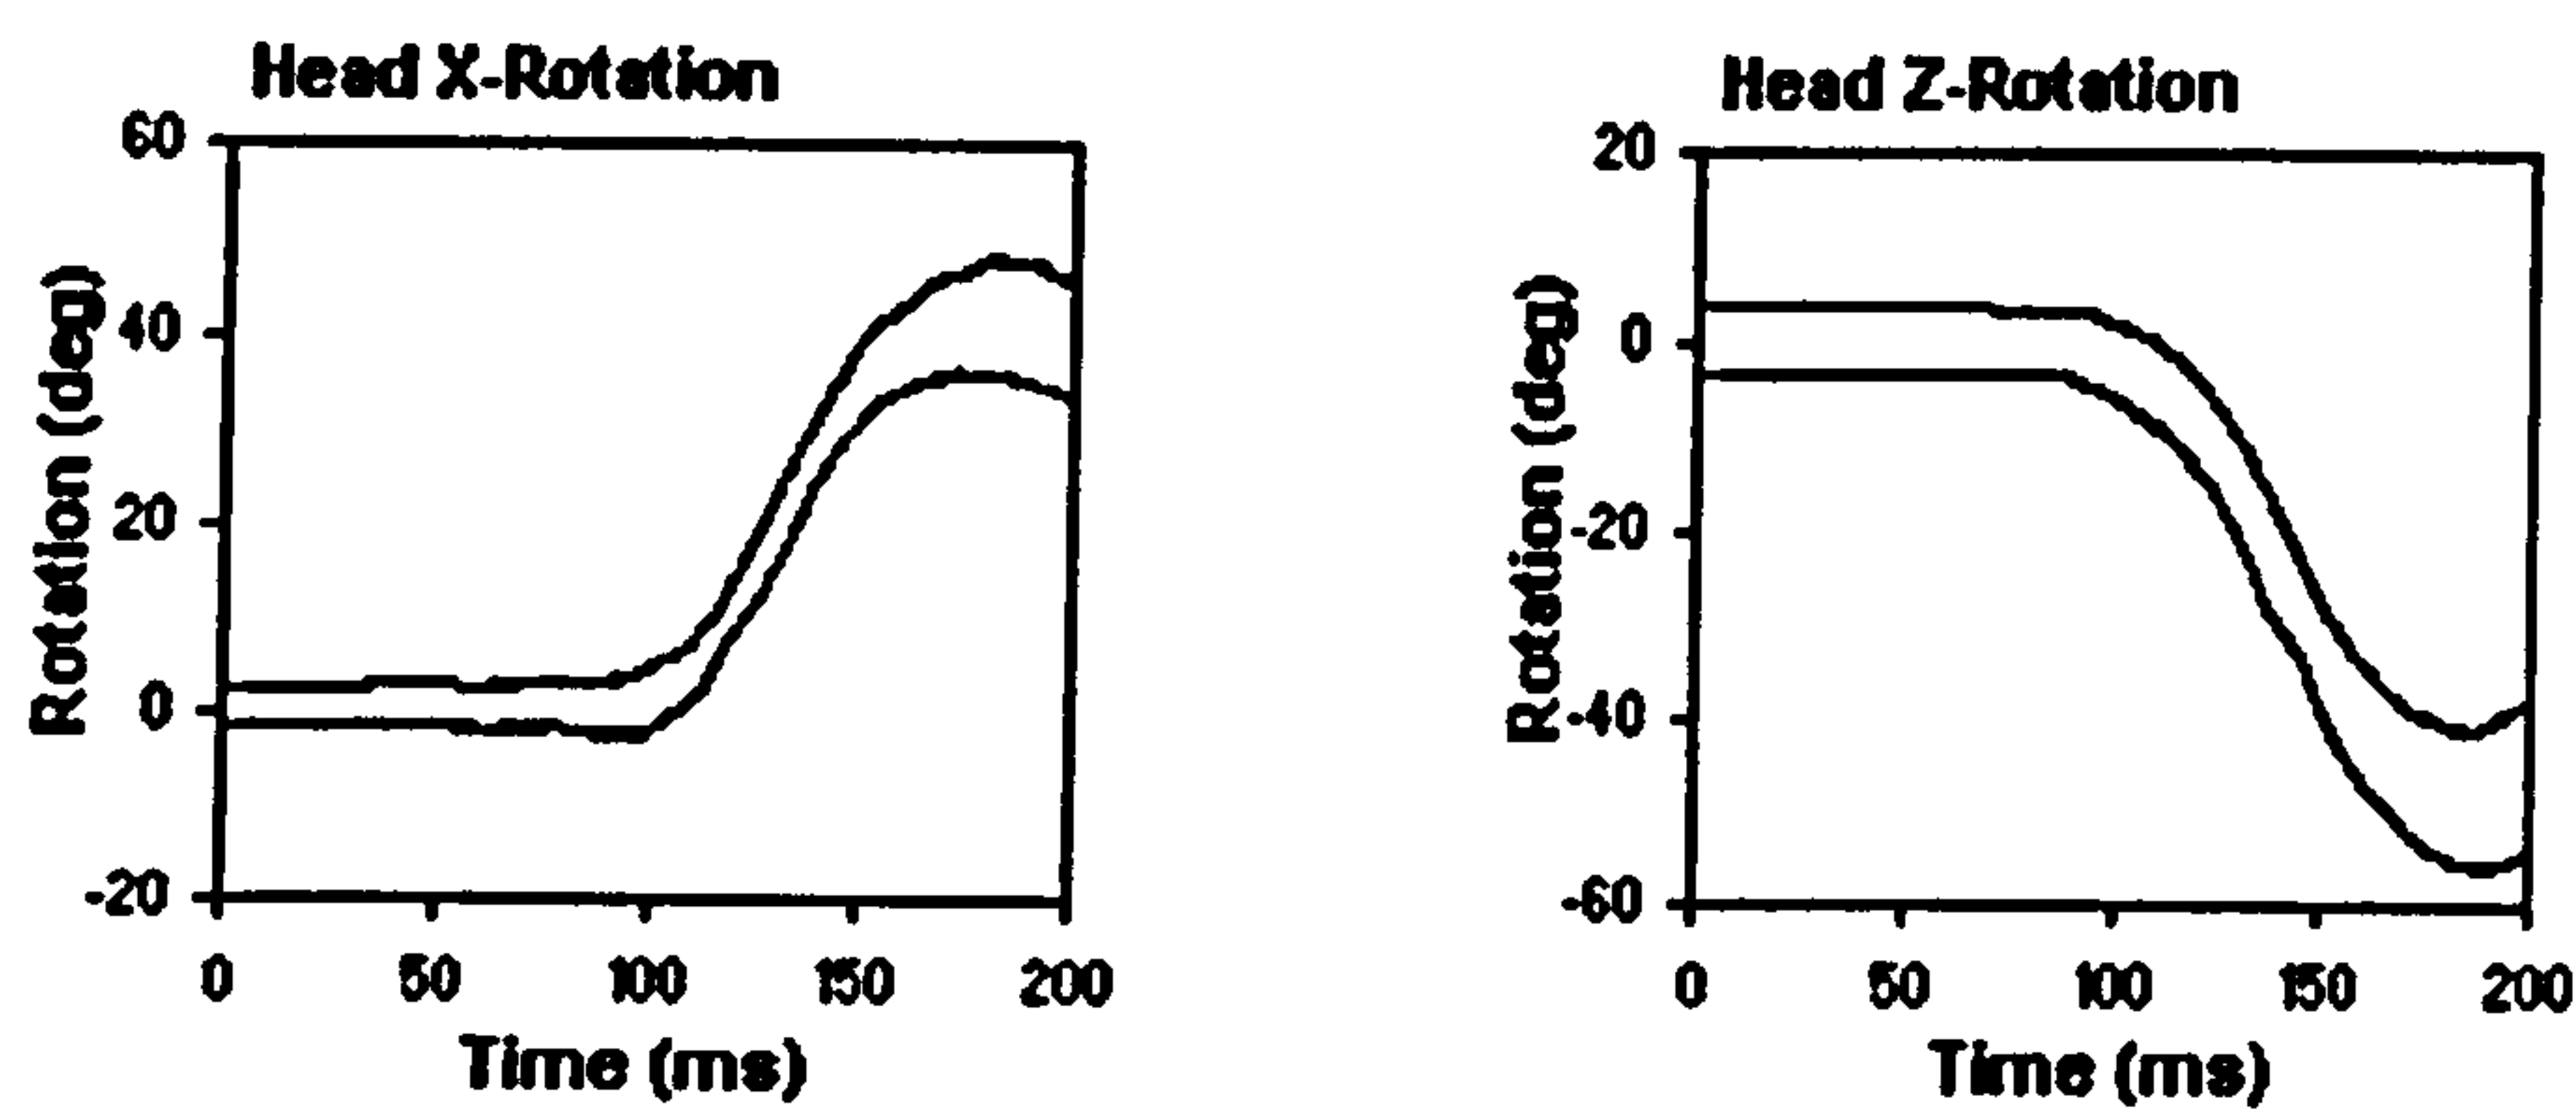 Head X-Rotation
60
40
20
0
-20
Rotation (deg)
0 50 100 150 200
Time (ms)
Head Z-Rotation
20
0
-20
-40
-60
Rotation (deg)
0 50 100 150 200
Time (ms)